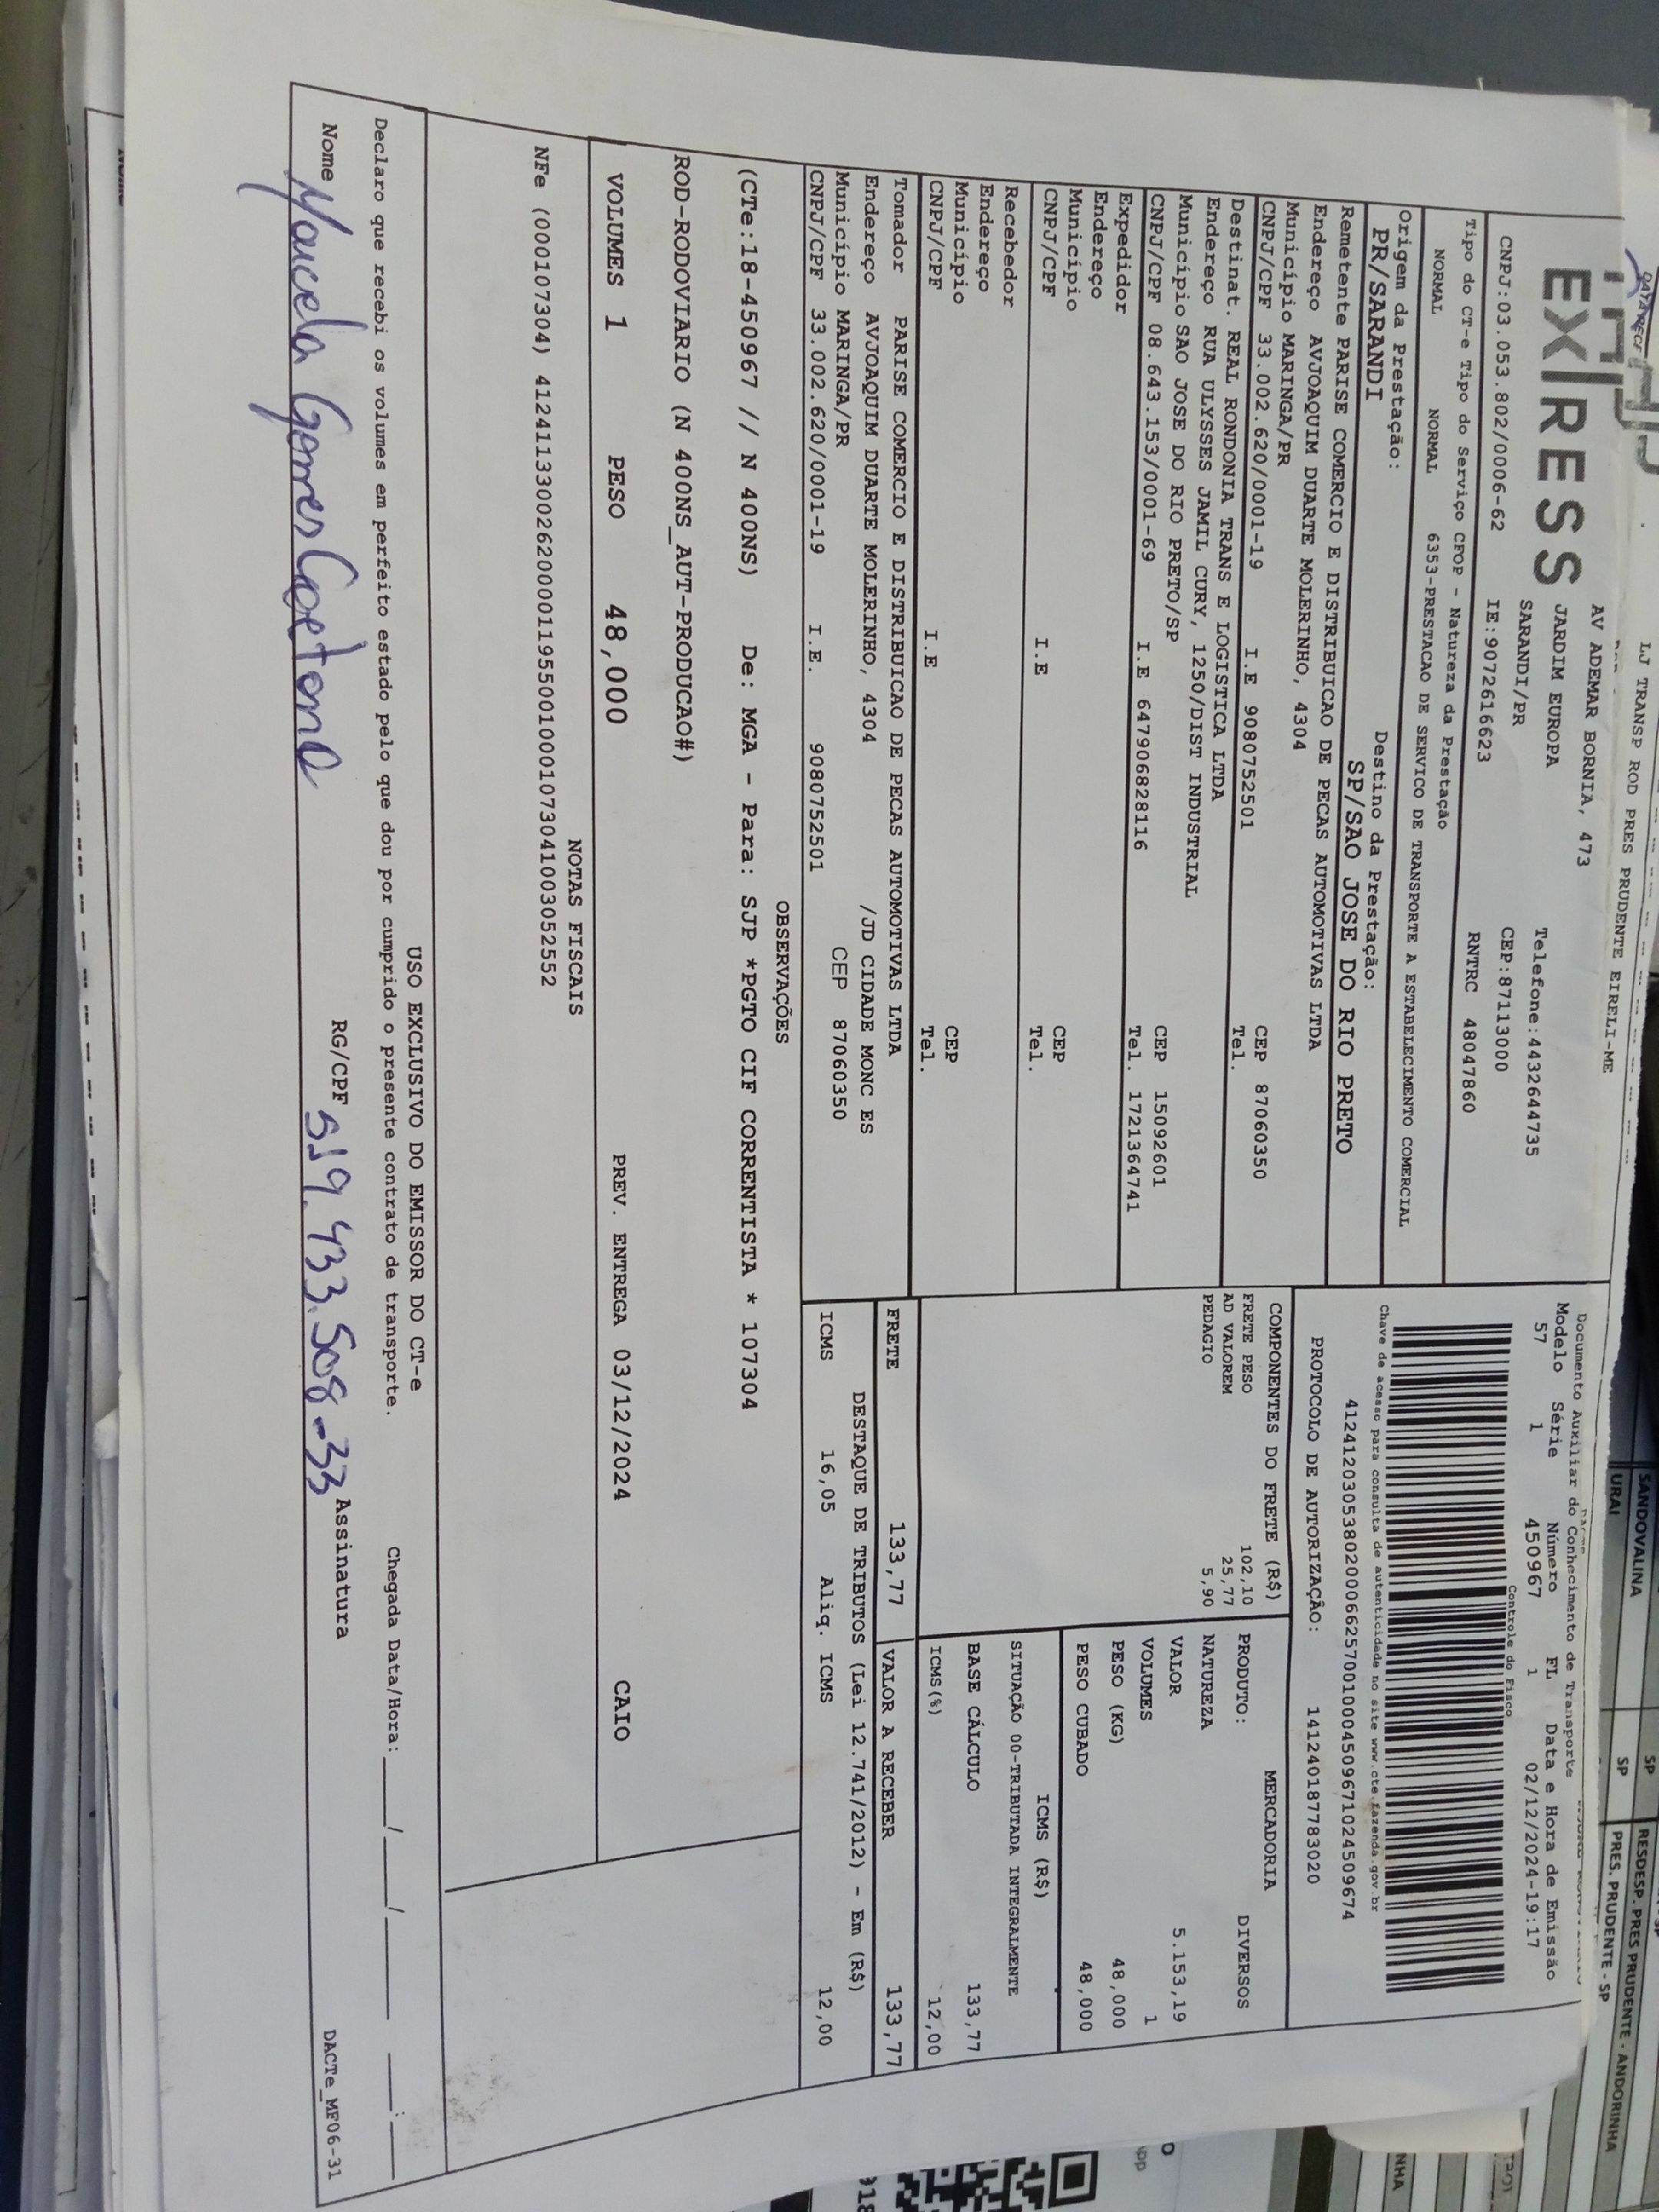 LJ TRANSP ROD PRES PRUDENTE EIRELI-ME
EX RESS
AV ADEMAR BORNIA, 473
JARDIM EUROPA
SARANDI/PR
Telefone:4432644735
CEP:87113000
CNPJ:03.053.802/0006-62 IE:9072616623
RNTRC 48047860
Tipo do CT-e Tipo do Serviço CFOP - Natureza da Prestação
NORMAL NORMAL 6353-PRESTACAO DE SERVICO DE TRANSPORTE A ESTABELECIMENTO COMERCIAL
Origem da Prestação: Destino da Prestação:
PR/SARANDI SP/SAO JOSE DO RIO PRETO
Remetente PARISE COMERCIO E DISTRIBUICAO DE PECAS AUTOMOTIVAS LTDA
Endereço AVJOAQUIM DUARTE MOLERINHO, 4304
Município MARINGA/PR CEP 87060350
CNPJ/CPF 33.002.620/0001-19 I.E 9080752501 Tel.
Destinat. REAL RONDONIA TRANS E LOGISTICA LTDA
Endereço RUA ULYSSES JAMIL CURY, 1250/DIST INDUSTRIAL
Município SAO JOSE DO RIO PRETO/SP CEP 15092601
CNPJ/CPF 08.643.153/0001-69 I.E 647906828116 Tel. 1721364741
Expedidor
Endereço
Município CEP
CNPJ/CPF I.E Tel.
Recebedor
Endereço
Município CEP
CNPJ/CPF I.E Tel.
Tomador PARISE COMERCIO E DISTRIBUICAO DE PECAS AUTOMOTIVAS LTDA
Endereço AVJOAQUIM DUARTE MOLERINHO, 4304 /JD CIDADE MONC ES
Município MARINGA/PR CEP 87060350
CNPJ/CPF 33.002.620/0001-19 I.E. 9080752501
Documento Auxiliar do Conhecimento de Transporte
Modelo Série Número FL Data e Hora de Emissão
57 1 450967 1 02/12/2024-19:17
Controle do Fisco
Chave de acesso para consulta de autenticidade no site www.cte.fazenda.gov.br
41241203053802000662570010004509671024509674
PROTOCOLO DE AUTORIZAÇÃO: 141240187783020
COMPONENTES DO FRETE (R$)
FRETE PESO 102,10
AD VALOREM 25,77
PEDAGIO 5,90
MERCADORIA
PRODUTO: DIVERSOS
NATUREZA
VALOR 5.153,19
VOLUMES 1
PESO (KG) 48,000
PESO CUBADO 48,000
ICMS (R$)
SITUAÇÃO 00-TRIBUTADA INTEGRALMENTE
BASE CÁLCULO 133,77
ICMS(%) 12,00
FRETE 133,77 VALOR A RECEBER 133,77
DESTAQUE DE TRIBUTOS (Lei 12.741/2012) - Em (R$)
ICMS 16,05 Aliq. ICMS 12,00
OBSERVAÇÕES
(CTe:18-450967 // N 400NS) De: MGA - Para: SJP *PGTO CIF CORRENTISTA * 107304
ROD-RODOVIARIO (N 400NS_AUT-PRODUCAO#)
VOLUMES 1 PESO 48,000 PREV. ENTREGA 03/12/2024 CAIO
NOTAS FISCAIS
NFe (000107304) 41241133002620000119550010001073041003052552
USO EXCLUSIVO DO EMISSOR DO CT-e
Declaro que recebi os volumes em perfeito estado pelo que dou por cumprido o presente contrato de transporte. Chegada Data/Hora: ____/____/____ __:__
Nome Gomes Caetano RG/CPF 519.433.508-33 Assinatura
DACTe_MF06-31
SANDOVALINA SP
URAI SP
RESDESP. PRES PRUDENTE - ANDORINHA
PRES. PRUDENTE - SP